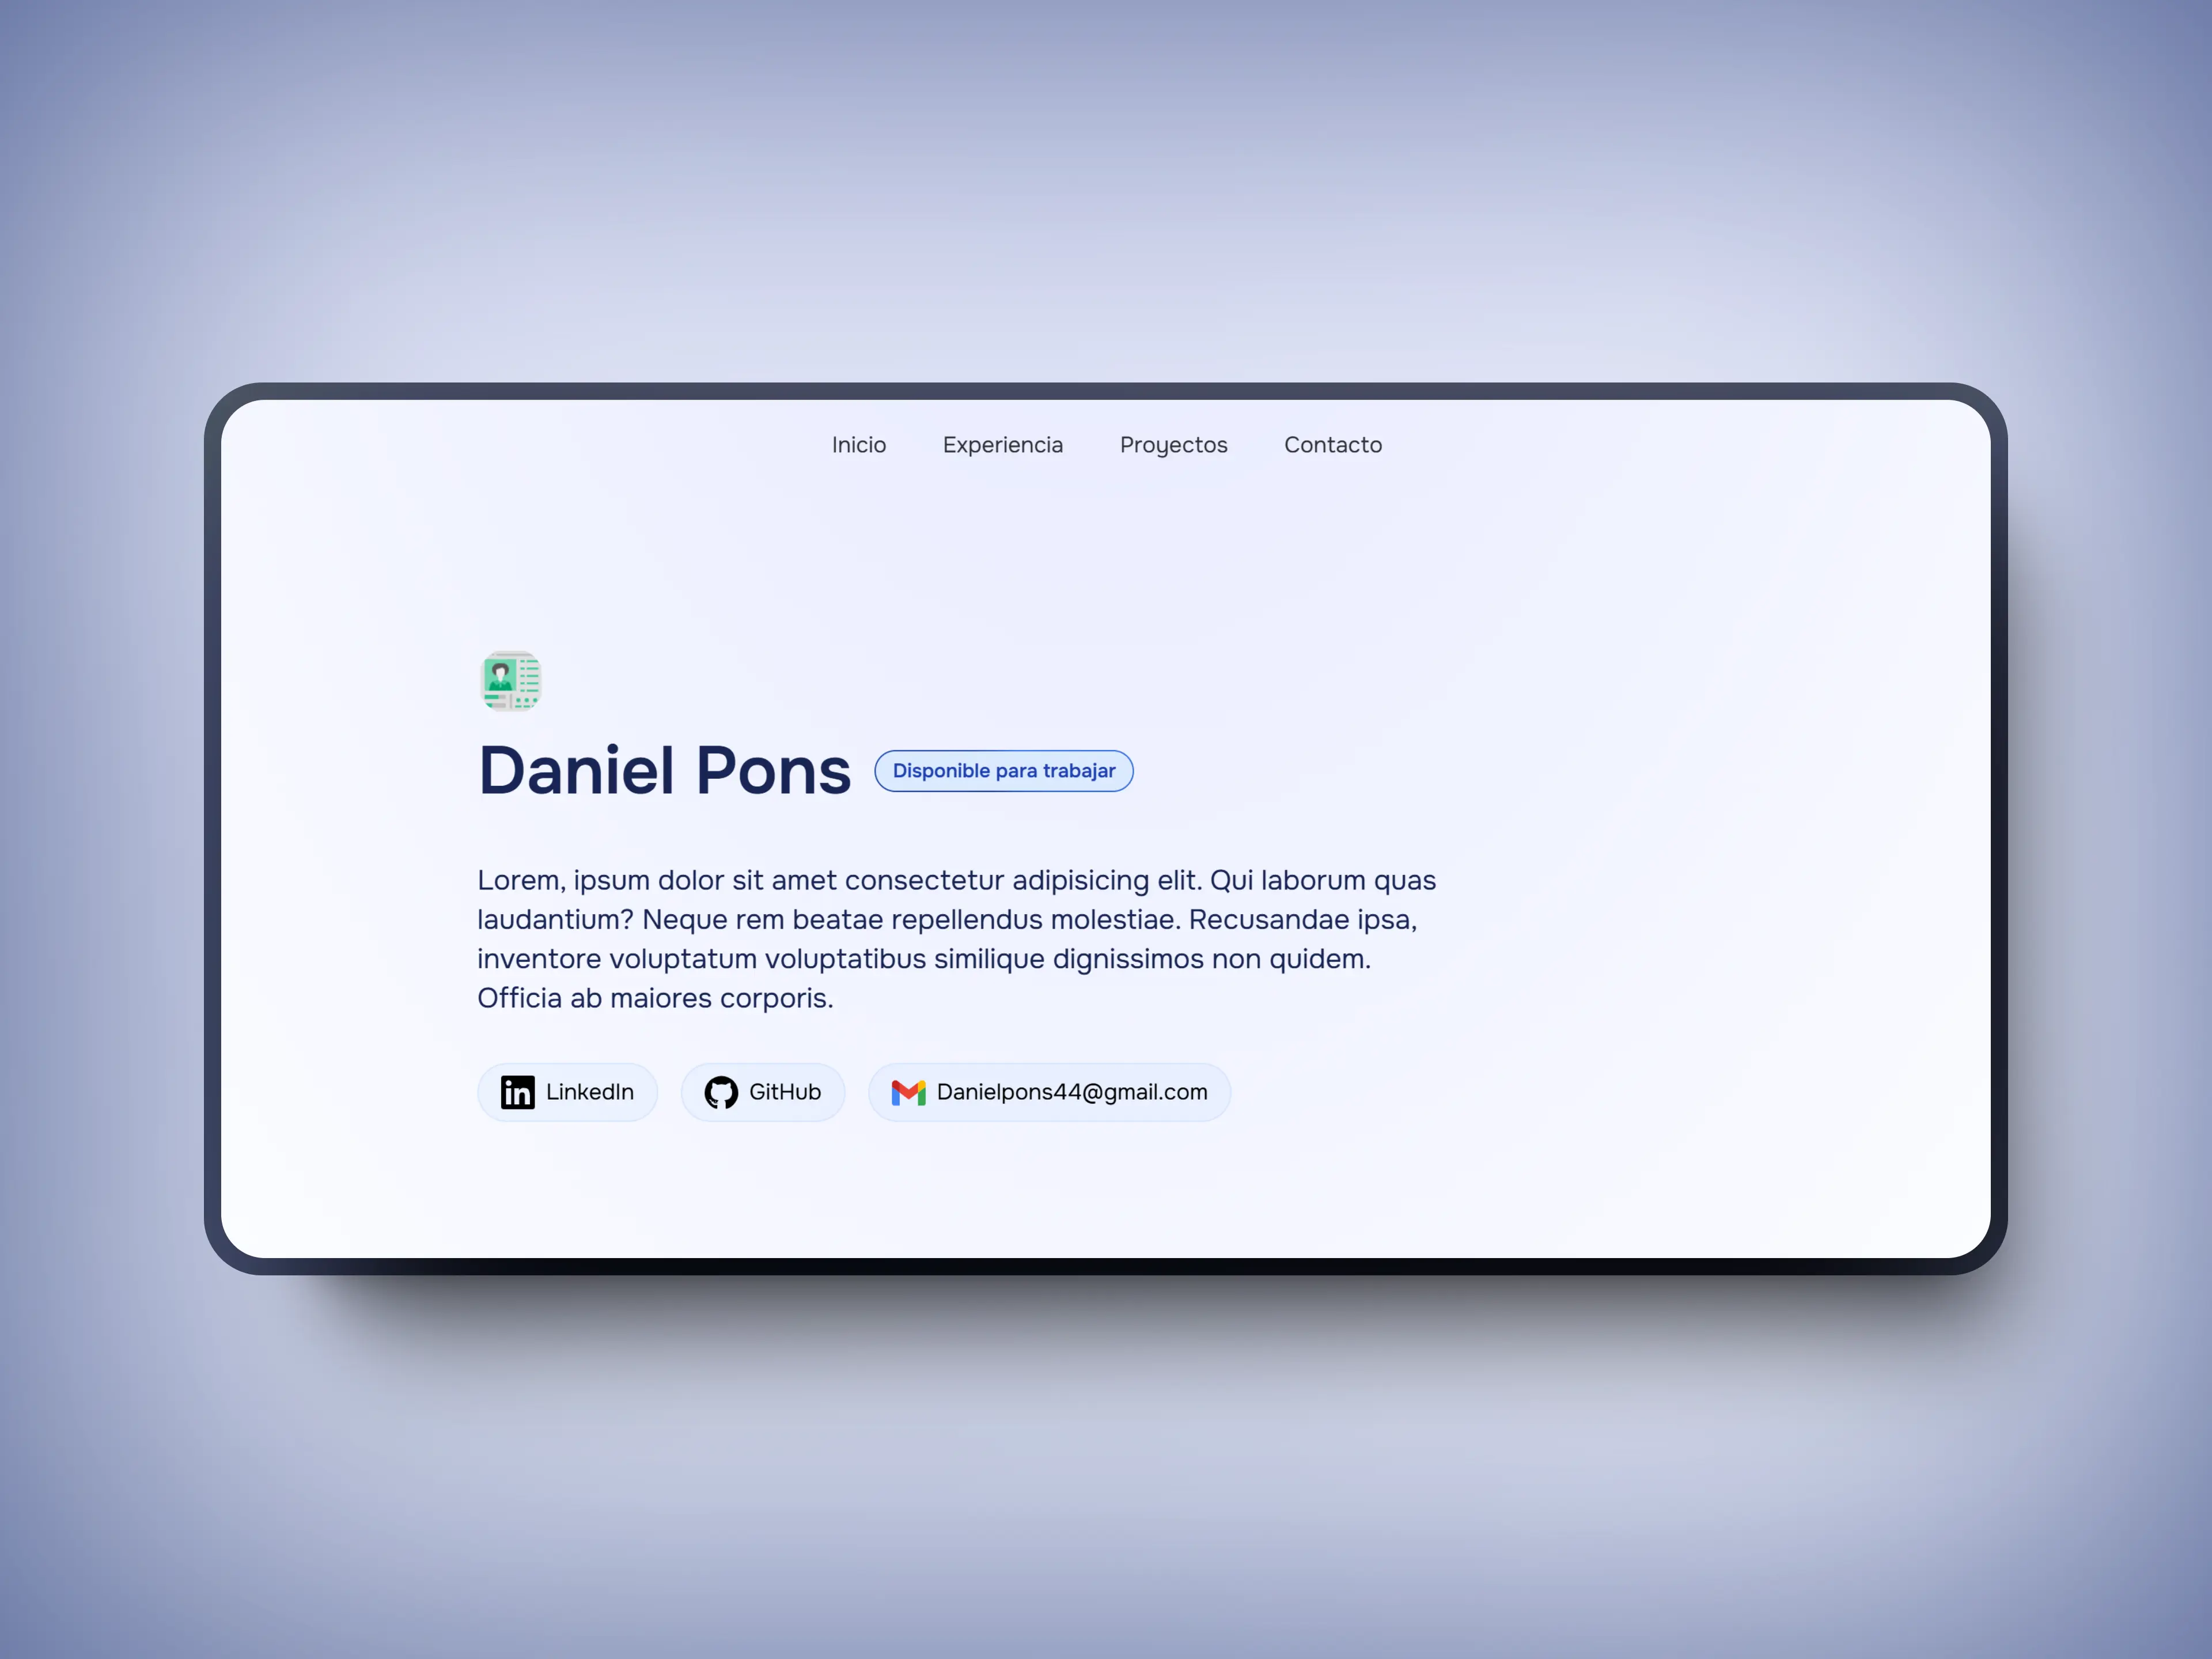 Inicio Experiencia Proyectos Contacto
Daniel Pons Disponible para trabajar
Lorem, ipsum dolor sit amet consectetur adipisicing elit. Qui laborum quas
laudantium? Neque rem beatae repellendus molestiae. Recusandae ipsa,
inventore voluptatum voluptatibus similique dignissimos non quidem.
Officia ab maiores corporis.
in LinkedIn GitHub Danielpons44@gmail.com